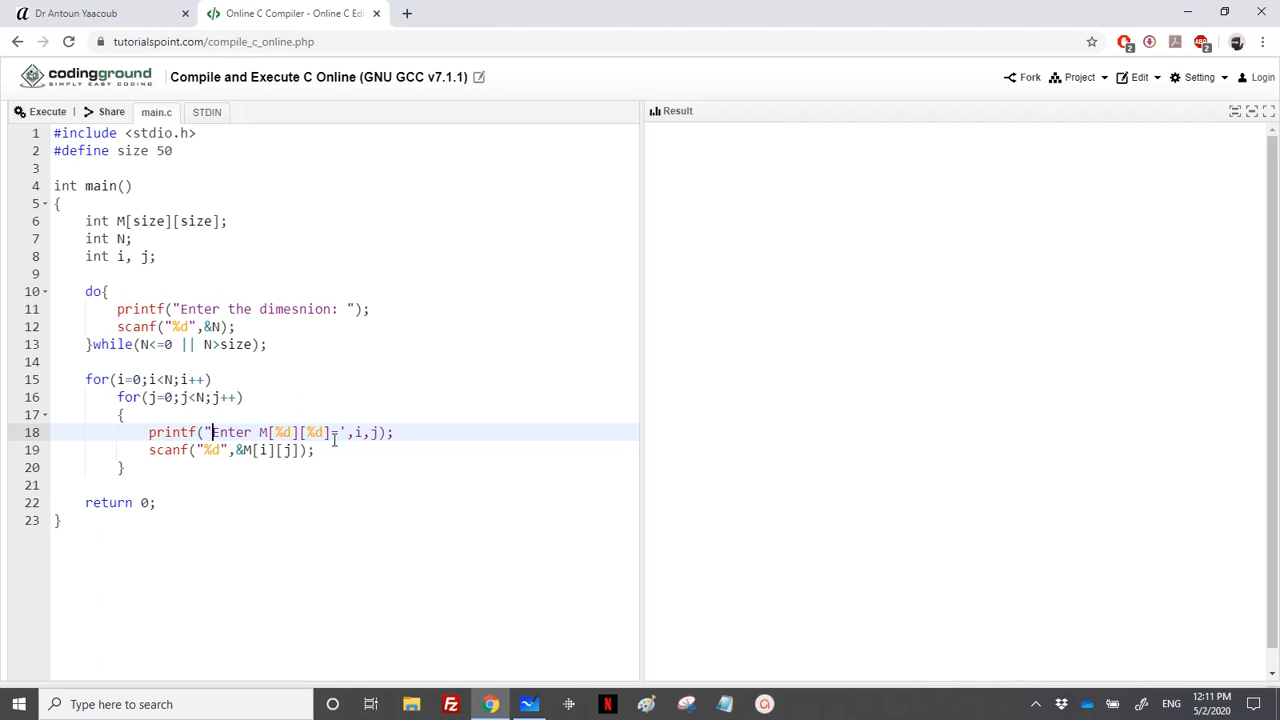 Dr Antoun Yaacoub
Online C Compiler - Online C Edi
tutorialspoint.com/compile_c_online.php
2
2
codingground
SIMPLY EASY CODING
Compile and Execute C Online (GNU GCC v7.1.1)
Fork
Project
Edit
Setting
Login
Execute
Share
main.c
STDIN
Result
1 #include <stdio.h>
2 #define size 50
3
4 int main()
5 {
6 int M[size][size];
7 int N;
8 int i, j;
9
10 do{
11 printf("Enter the dimesnion: ");
12 scanf("%d",&N);
13 }while(N<=0 || N>size);
14
15 for(i=0;i<N;i++)
16 for(j=0;j<N;j++)
17 {
18 printf("Enter M[%d][%d]=',i,j);
19 scanf("%d",&M[i][j]);
20 }
21
22 return 0;
23 }
Type here to search
ENG
12:11 PM
5/2/2020